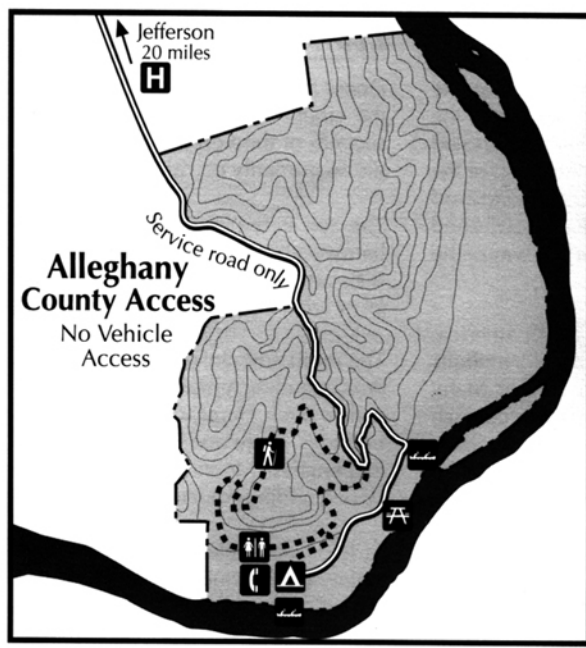 Jefferson
20 miles
H
Service road only
Alleghany
County Access
No Vehicle
Access